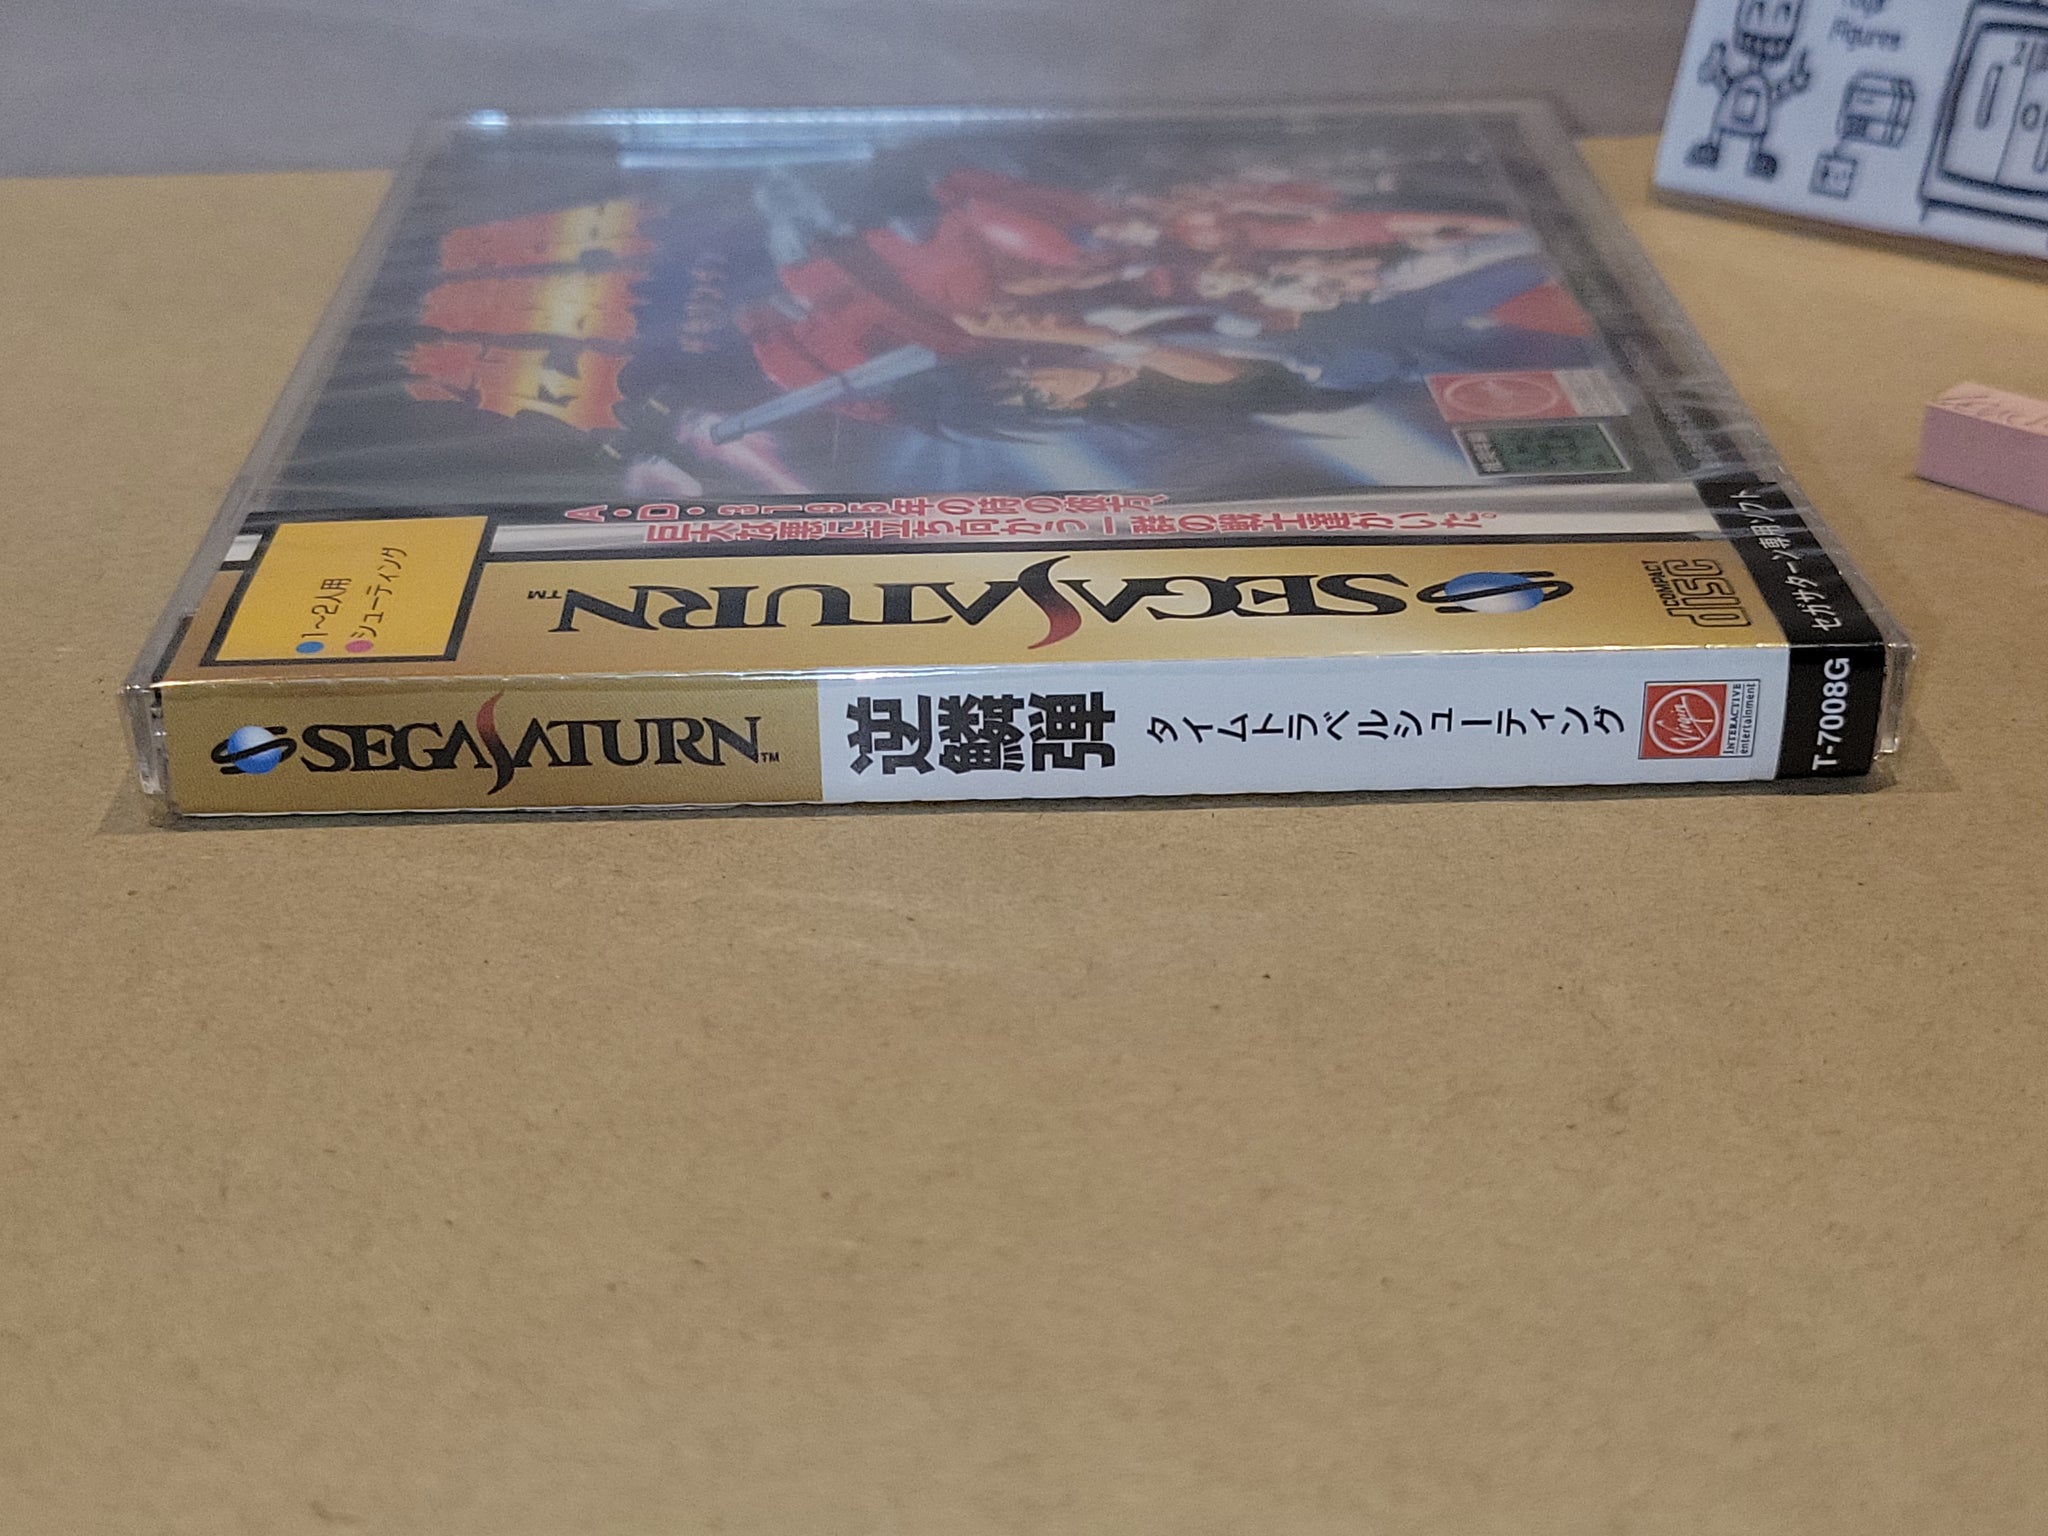 A・D・3195年の時の彼方、
巨大な悪に立ち向かう一群の戦士達がいた。
1〜2人用
シューティング
SEGA SATURN™
COMPACT disc
セガサターン専用ソフト
SEGA SATURN™
逆鱗弾
タイムトラベルシューティング
Virgin
INTERACTIVE
entertainment
T-7008G
Figures